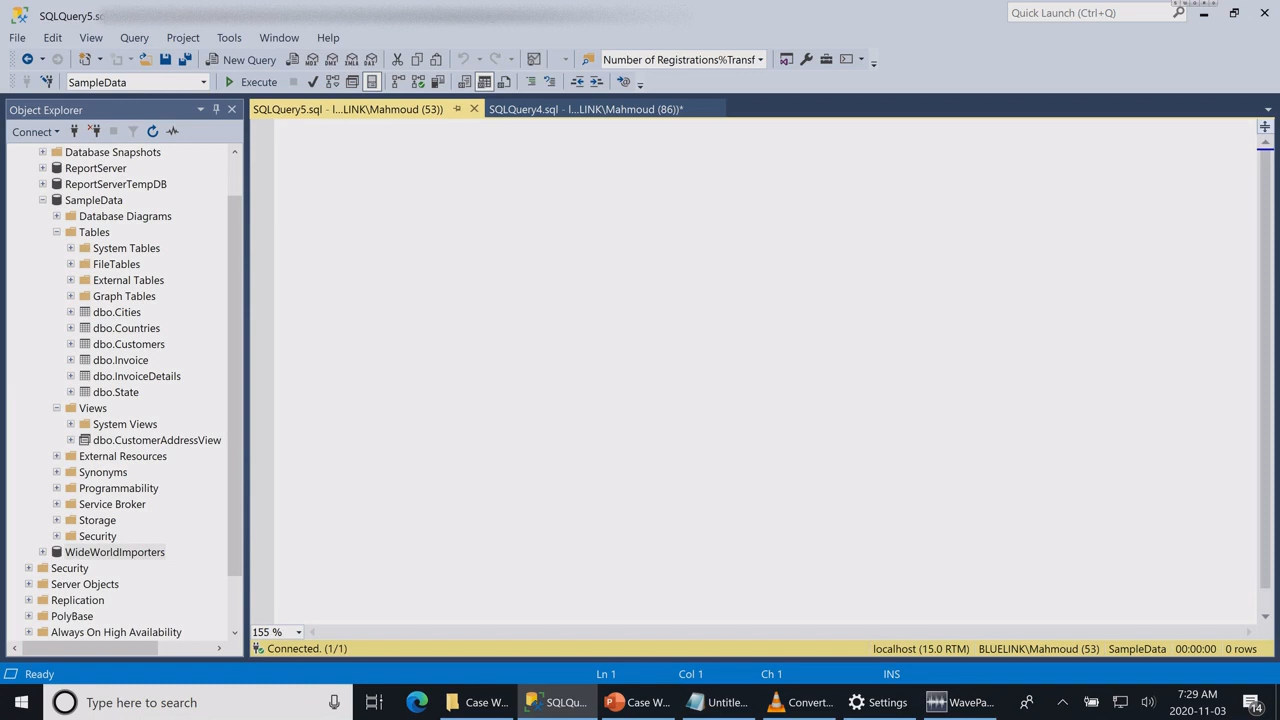 SQLQuery5.sq
Quick Launch (Ctrl+Q)
File Edit View Query Project Tools Window Help
New Query
Number of Registrations%Transf
SampleData
Execute
Object Explorer
SQLQuery5.sql - l...LINK\Mahmoud (53))
SQLQuery4.sql - l...LINK\Mahmoud (86))*
Connect
Database Snapshots
ReportServer
ReportServerTempDB
SampleData
Database Diagrams
Tables
System Tables
FileTables
External Tables
Graph Tables
dbo.Cities
dbo.Countries
dbo.Customers
dbo.Invoice
dbo.InvoiceDetails
dbo.State
Views
System Views
dbo.CustomerAddressView
External Resources
Synonyms
Programmability
Service Broker
Storage
Security
WideWorldImporters
Security
Server Objects
Replication
PolyBase
Always On High Availability
155 %
Connected. (1/1)
localhost (15.0 RTM) BLUELINK\Mahmoud (53) SampleData 00:00:00 0 rows
Ready
Ln 1 Col 1 Ch 1 INS
Type here to search
Case W...
SQLQu...
Case W...
Untitle...
Convert...
Settings
WavePa...
7:29 AM
2020-11-03
14